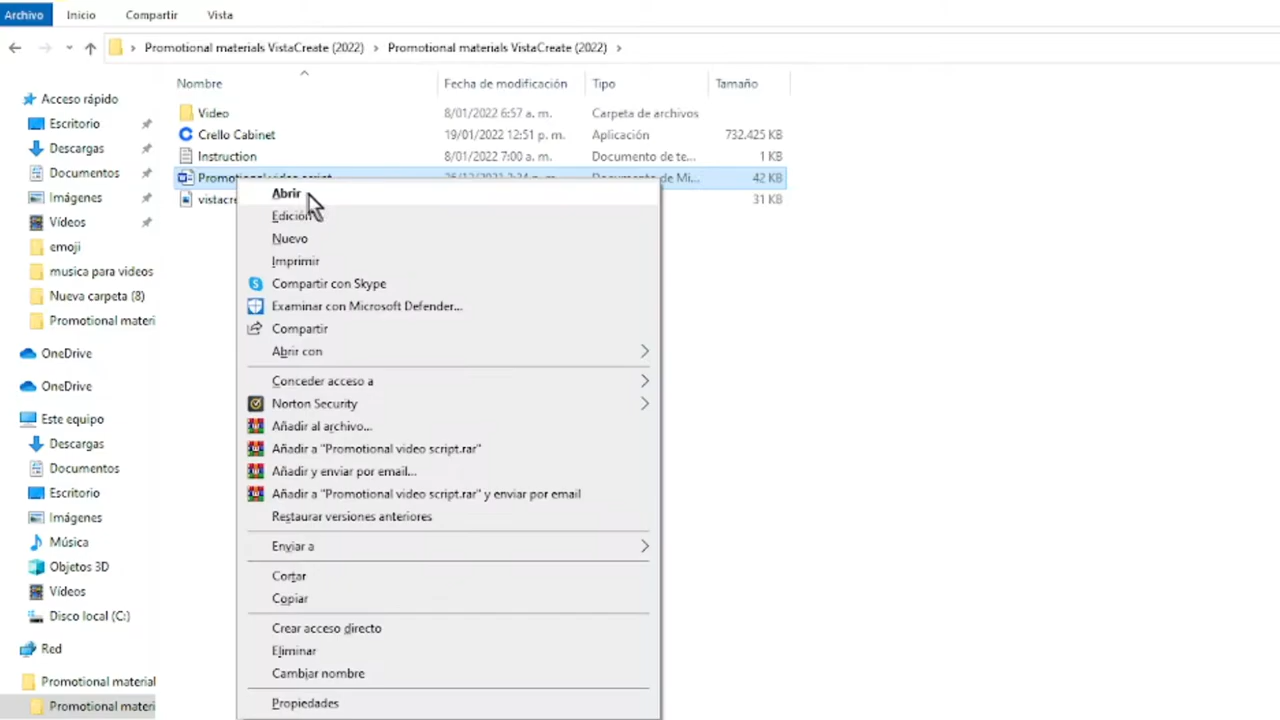 Archivo Inicio Compartir Vista
Promotional materials VistaCreate (2022) Promotional materials VistaCreate (2022)
Nombre Fecha de modificación Tipo Tamaño
Video 8/01/2022 6:57 a. m. Carpeta de archivos
Crello Cabinet 19/01/2022 12:51 p. m. Aplicación 732.425 KB
Instruction 8/01/2022 7:00 a. m. Documento de te... 1 KB
Promotional video script Documento de Mi... 42 KB
vistacre 31 KB
Acceso rápido
Escritorio
Descargas
Documentos
Imágenes
Vídeos
emoji
musica para videos
Nueva carpeta (8)
Promotional materi
OneDrive
OneDrive
Este equipo
Descargas
Documentos
Escritorio
Imágenes
Música
Objetos 3D
Vídeos
Disco local (C:)
Red
Promotional material
Promotional materi
Abrir
Edición
Nuevo
Imprimir
Compartir con Skype
Examinar con Microsoft Defender...
Compartir
Abrir con
Conceder acceso a
Norton Security
Añadir al archivo...
Añadir a "Promotional video script.rar"
Añadir y enviar por email...
Añadir a "Promotional video script.rar" y enviar por email
Restaurar versiones anteriores
Enviar a
Cortar
Copiar
Crear acceso directo
Eliminar
Cambiar nombre
Propiedades